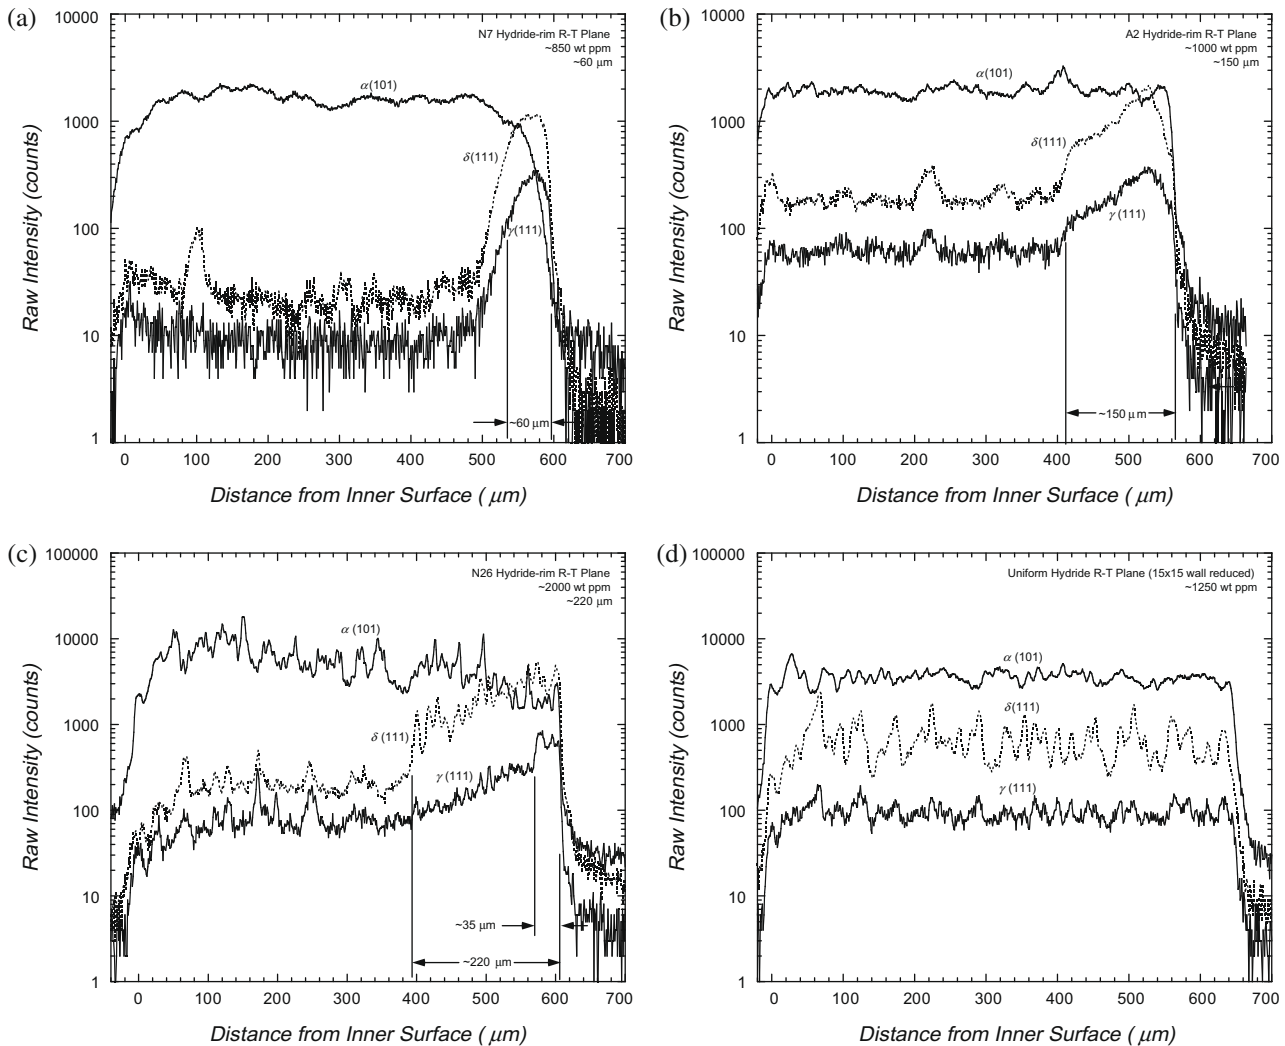 (a)
N7 Hydride-rim R-T Plane
~850 wt ppm
~60 μm
10000
1000
100
10
1
Raw Intensity (counts)
α(101)
δ(111)
γ(111)
~60 μm
0 100 200 300 400 500 600 700
Distance from Inner Surface ( μm)
(b)
A2 Hydride-rim R-T Plane
~1000 wt ppm
~150 μm
10000
1000
100
10
1
Raw Intensity (counts)
α(101)
δ(111)
γ (111)
~150 μm
0 100 200 300 400 500 600 700
Distance from Inner Surface ( μm)
(c)
N26 Hydride-rim R-T Plane
~2000 wt ppm
~220 μm
100000
10000
1000
100
10
1
Raw Intensity (counts)
α (101)
δ (111)
γ (111)
~35 μm
~220 μm
0 100 200 300 400 500 600 700
Distance from Inner Surface ( μm)
(d)
Uniform Hydride R-T Plane (15x15 wall reduced)
~1250 wt ppm
100000
10000
1000
100
10
1
Raw Intensity (counts)
α (101)
δ(111)
γ (111)
0 100 200 300 400 500 600 700
Distance from Inner Surface ( μm)